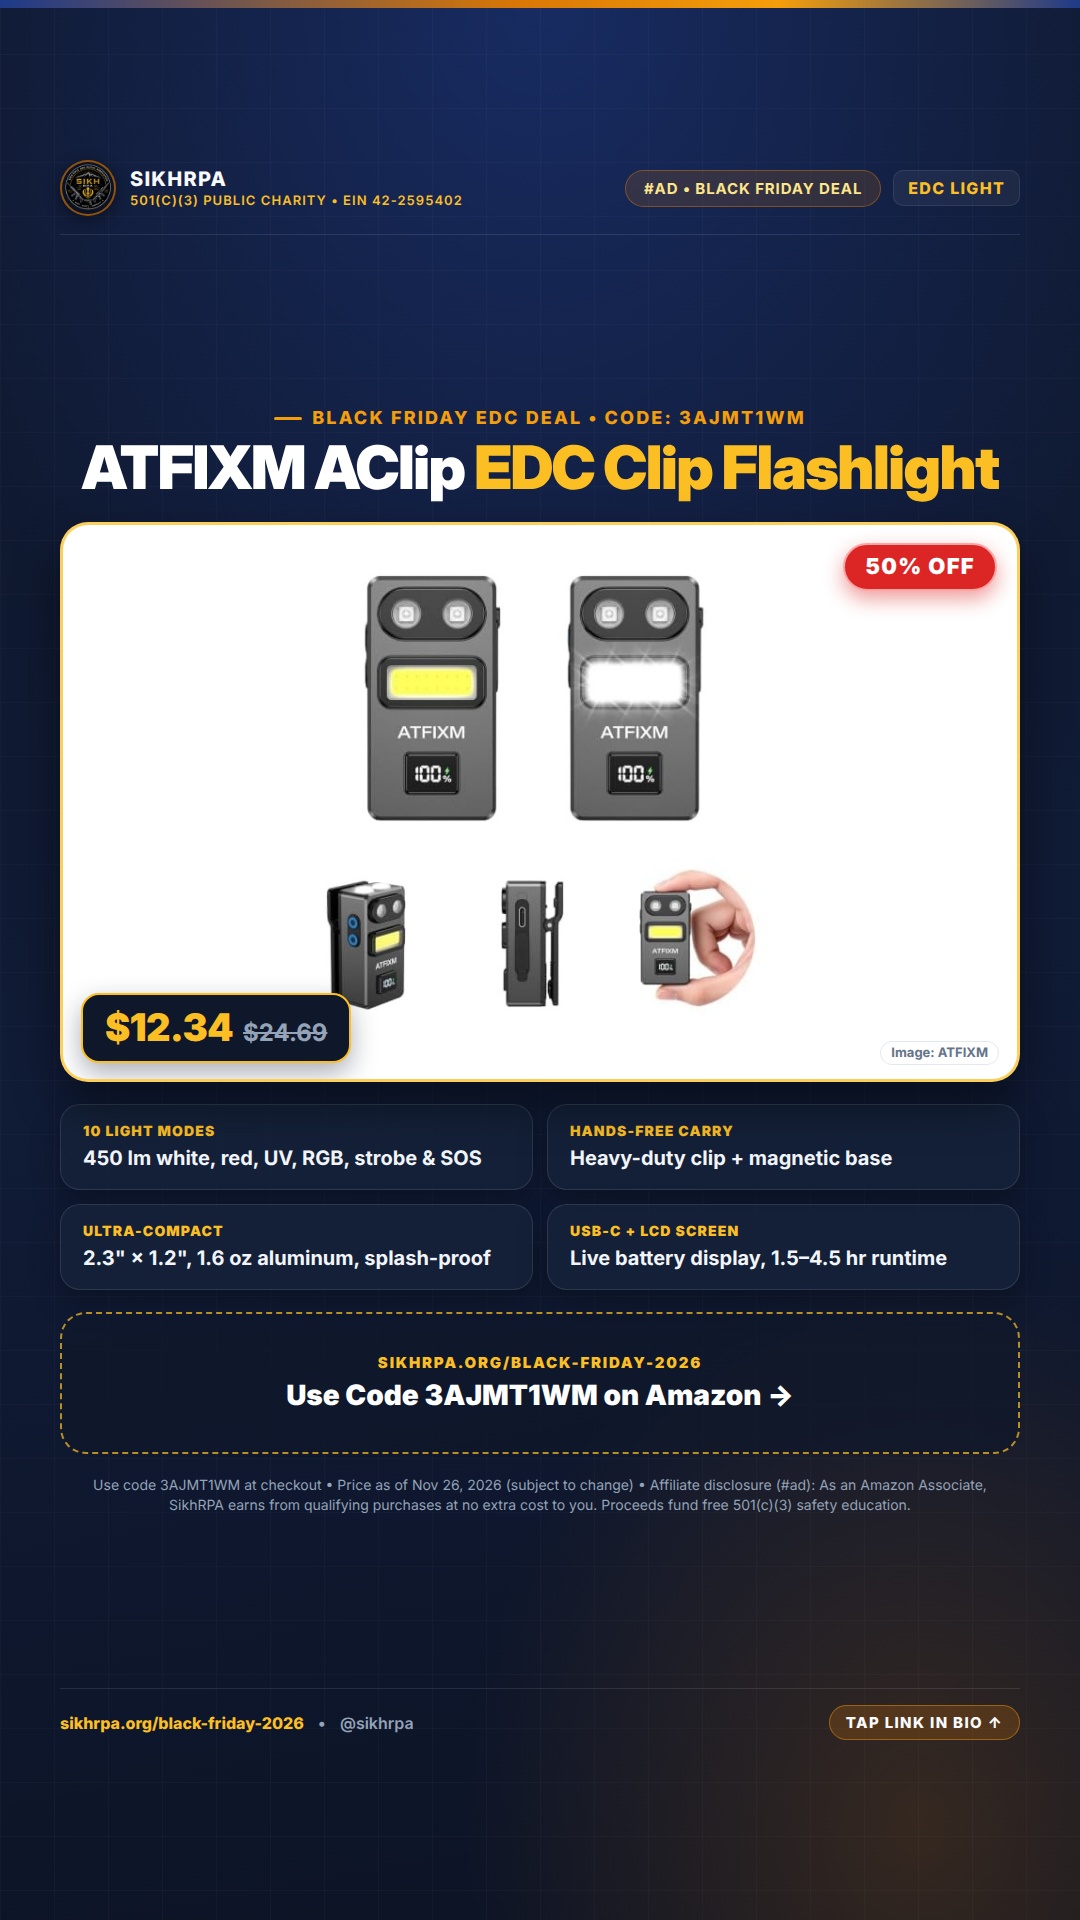 SIKH
SIKHRPA
501(C)(3) PUBLIC CHARITY • EIN 42-2595402
#AD • BLACK FRIDAY DEAL
EDC LIGHT
BLACK FRIDAY EDC DEAL • CODE: 3AJMT1WM
ATFIXM AClip EDC Clip Flashlight
50% OFF
ATFIXM
100%
ATFIXM
100%
ATFIXM
ATFIXM
$12.34 $24.69
Image: ATFIXM
10 LIGHT MODES
450 lm white, red, UV, RGB, strobe & SOS
HANDS-FREE CARRY
Heavy-duty clip + magnetic base
ULTRA-COMPACT
2.3" × 1.2", 1.6 oz aluminum, splash-proof
USB-C + LCD SCREEN
Live battery display, 1.5–4.5 hr runtime
SIKHRPA.ORG/BLACK-FRIDAY-2026
Use Code 3AJMT1WM on Amazon →
Use code 3AJMT1WM at checkout • Price as of Nov 26, 2026 (subject to change) • Affiliate disclosure (#ad): As an Amazon Associate,
SikhRPA earns from qualifying purchases at no extra cost to you. Proceeds fund free 501(c)(3) safety education.
sikhrpa.org/black-friday-2026 • @sikhrpa
TAP LINK IN BIO ↑